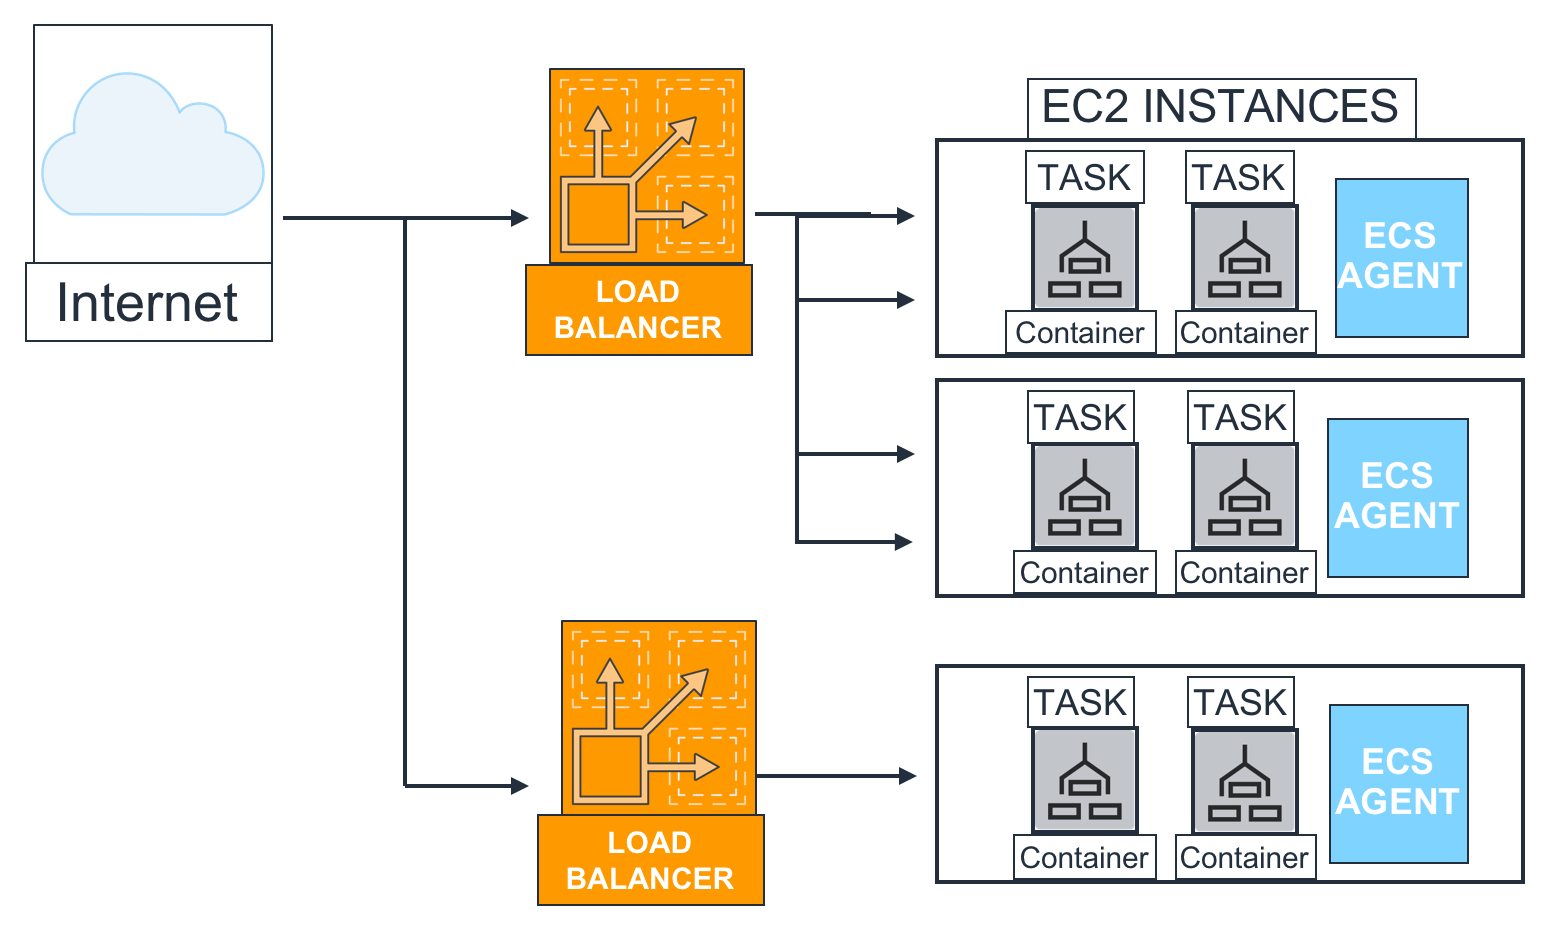 Internet
LOAD
BALANCER
EC2 INSTANCES
TASK
TASK
Container
Container
ECS
AGENT
TASK
TASK
Container
Container
ECS
AGENT
LOAD
BALANCER
TASK
TASK
Container
Container
ECS
AGENT